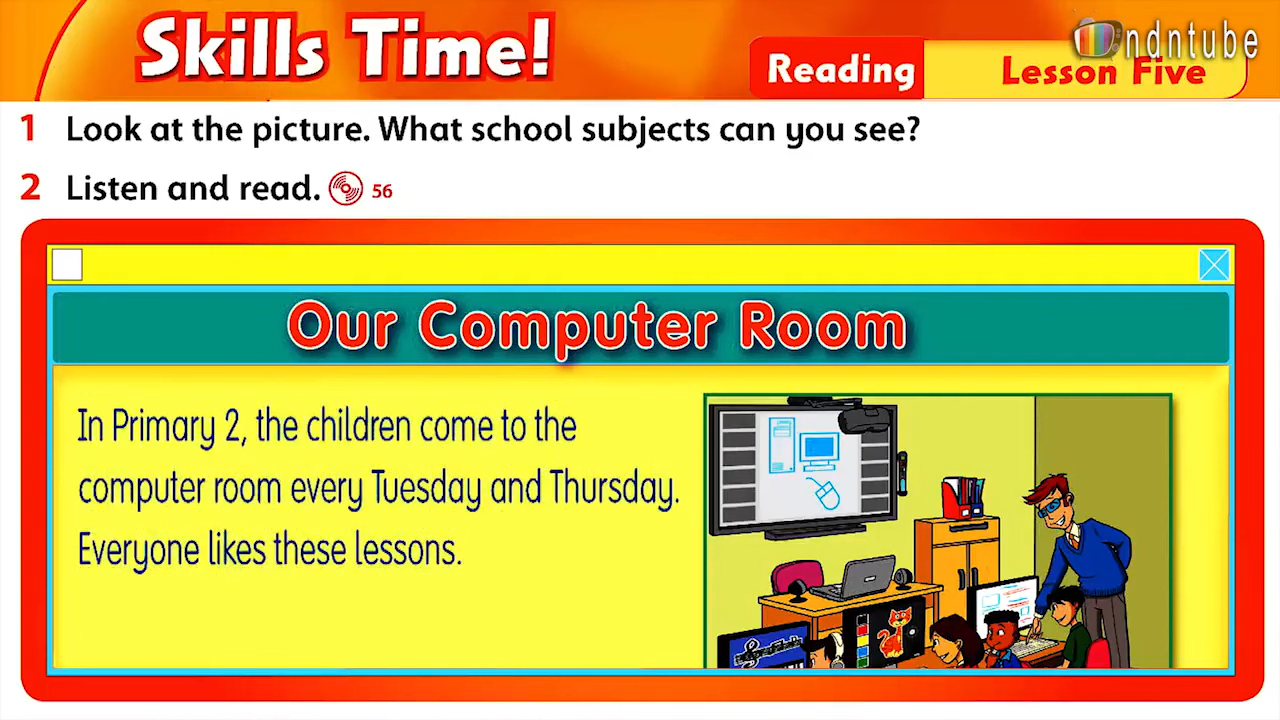 Skills Time!
ndntube
Reading
Lesson Five
1 Look at the picture. What school subjects can you see?
2 Listen and read. 56
Our Computer Room
In Primary 2, the children come to the
computer room every Tuesday and Thursday.
Everyone likes these lessons.